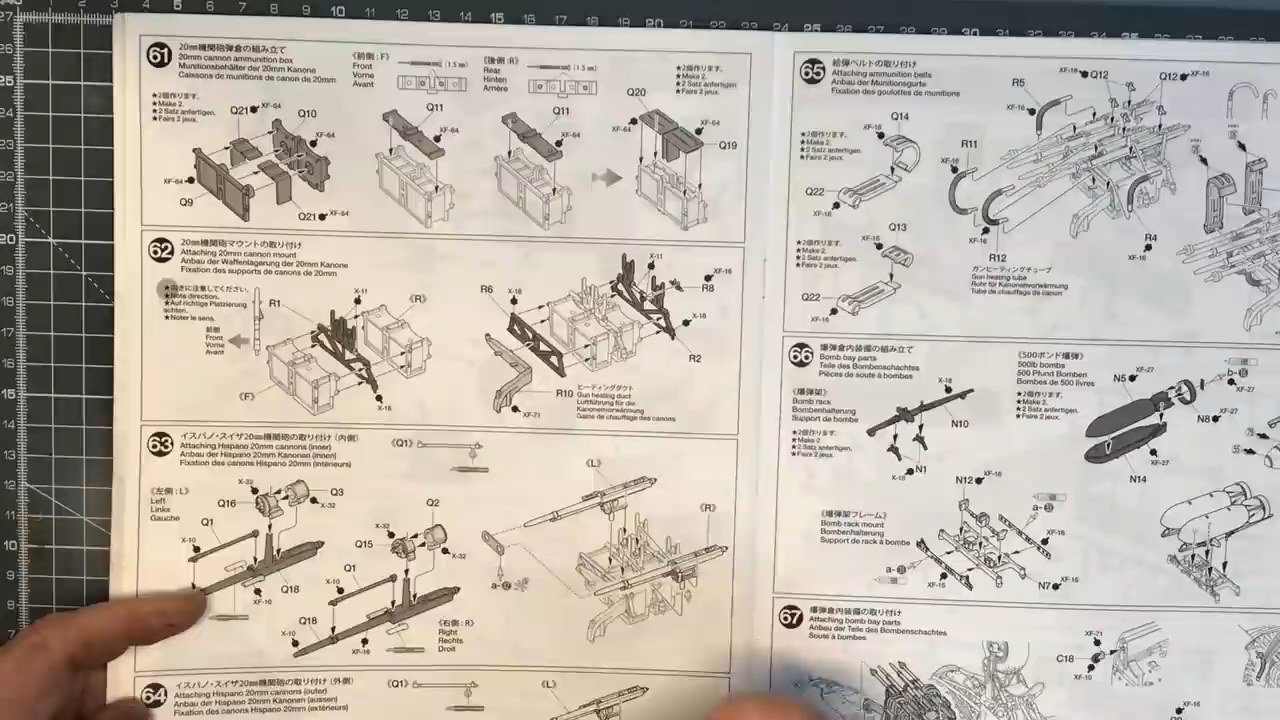 61
20mm機関砲弾倉の組み立て
20mm cannon ammunition box
Munitionsbehälter der 20mm Kanone
Caissons de munitions de canon de 20mm
《前側:F》
Front
Vorne
Avant
(1.5㎜)
《後側:R》
Rear
Hinten
Arrière
(1.5㎜)
★2個作ります。
★Make 2.
★2 Satz anfertigen.
★Faire 2 jeux.
★2個作ります。
★Make 2.
★2 Satz anfertigen.
★Faire 2 jeux.
Q21 XF-64
Q10
XF-64
XF-64
Q9
Q21 XF-64
Q11
XF-64
Q11
XF-64
Q20
XF-64
XF-64
Q19
62
20mm機関砲マウントの取り付け
Attaching 20mm cannon mount
Anbau der Waffenlagerung der 20mm Kanone
Fixation des supports de canons de 20mm
★向きに注意してください。
★Note direction.
★Auf richtige Platzierung
achten.
★Noter le sens.
前側
Front
Vorne
Avant
R1
X-11
《R》
《F》
X-18
R6
X-18
X-11
XF-16
R8
X-18
R2
XF-71
R10
ヒーティングダクト
Gun heating duct
Luftführung für die
Kanonenvorwärmung
Gaine de chauffage des canons
63
イスパノ・スイザ20mm機関砲の取り付け(内側)
Attaching Hispano 20mm cannons (inner)
Anbau der Hispano 20mm Kanonen (innen)
Fixation des canons Hispano 20mm (intérieurs)
《Q1》
《左側:L》
Left
Links
Gauche
X-32
Q16
Q3
X-32
Q1
X-10
Q18
XF-16
X-32
Q2
Q15
X-32
Q1
X-10
Q18
X-10
XF-16
《右側:R》
Right
Rechts
Droit
《L》
《R》
64
イスパノ・スイザ20mm機関砲の取り付け(外側)
Attaching Hispano 20mm cannons (outer)
Anbau der Hispano 20mm Kanonen (aussen)
Fixation des canons Hispano 20mm (extérieurs)
《Q1》
《L》
65
給弾ベルトの取り付け
Attaching ammunition belts
Anbau der Munitionsgurte
Fixation des goulottes de munitions
★2個作ります。
★Make 2.
★2 Satz anfertigen.
★Faire 2 jeux.
Q14
XF-16
Q22
XF-16
★2個作ります。
★Make 2.
★2 Satz anfertigen.
★Faire 2 jeux.
Q13
XF-16
Q22
XF-16
R5
XF-16
XF-16
Q12
Q12 XF-16
R11
XF-16
XF-16
R12
R4
XF-16
ガンヒーティングチューブ
Gun heating tube
Rohr für Kanonenvorwärmung
Tube de chauffage de canon
66
爆弾倉内装備の組み立て
Bomb bay parts
Teile des Bombenschachtes
Pièces de soute à bombes
《爆弾架》
Bomb rack
Bombenhalterung
Support de bombe
★2個作ります。
★Make 2.
★2 Satz anfertigen.
★Faire 2 jeux.
X-18
N10
X-18
N1
《500ポンド爆弾》
500lb bombs
500 Pfund Bomben
Bombes de 500 livres
★2個作ります。
★Make 2.
★2 Satz anfertigen.
★Faire 2 jeux.
N5
XF-27
XF-27
N8
XF-27
XF-27
N14
《爆弾架フレーム》
Bomb rack mount
Bombenhalterung
Support de rack à bombe
N12
XF-16
XF-16
XF-16
N7
XF-16
67
爆弾倉内装備の取り付け
Attaching bomb bay parts
Anbau der Teile des Bombenschachtes
Soute à bombes
XF-71
C18
XF-10